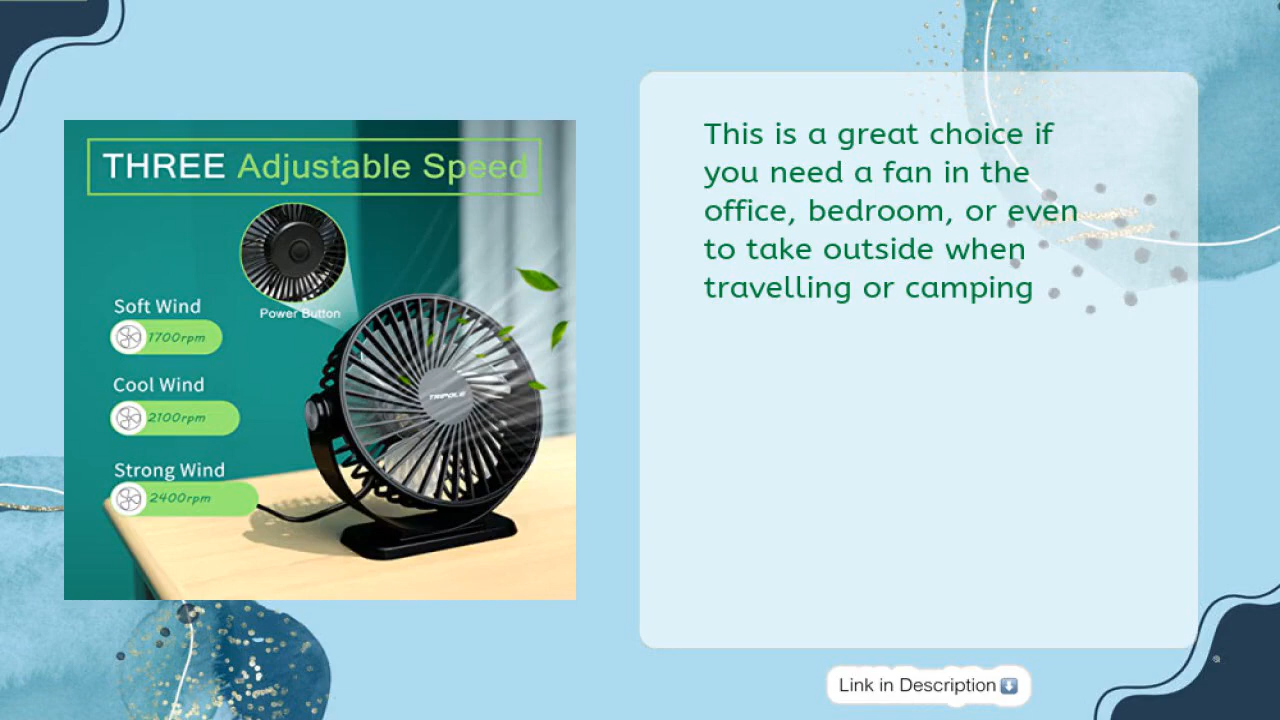 THREE Adjustable Speed
Power Button
Soft Wind
1700rpm
Cool Wind
2100rpm
Strong Wind
2400rpm
TRIPOLE
This is a great choice if
you need a fan in the
office, bedroom, or even
to take outside when
travelling or camping
Link in Description